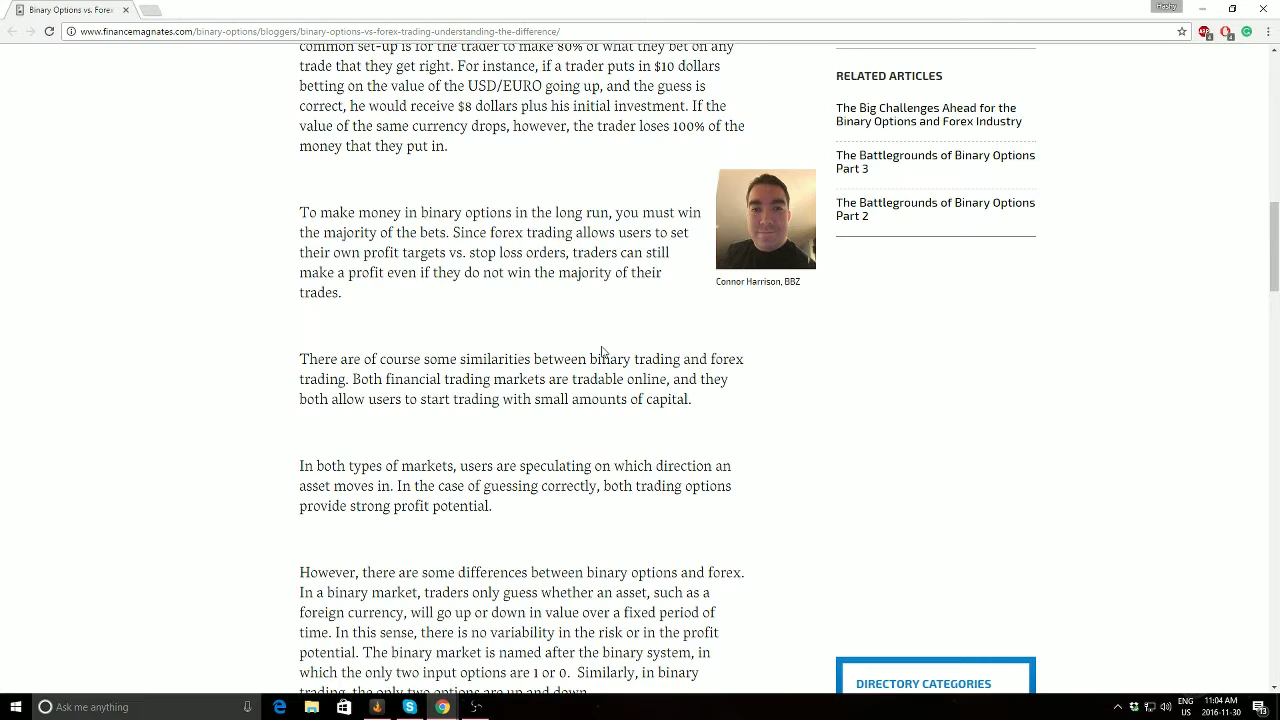 Binary Options vs. Forex
Hashy
www.financemagnates.com/binary-options/bloggers/binary-options-vs-forex-trading-understanding-the-difference/
common set-up is for the trader to make 80% of what they bet on any
trade that they get right. For instance, if a trader puts in $10 dollars
betting on the value of the USD/EURO going up, and the guess is
correct, he would receive $8 dollars plus his initial investment. If the
value of the same currency drops, however, the trader loses 100% of the
money that they put in.
To make money in binary options in the long run, you must win
the majority of the bets. Since forex trading allows users to set
their own profit targets vs. stop loss orders, traders can still
make a profit even if they do not win the majority of their
trades.
Connor Harrison, BBZ
There are of course some similarities between binary trading and forex
trading. Both financial trading markets are tradable online, and they
both allow users to start trading with small amounts of capital.
In both types of markets, users are speculating on which direction an
asset moves in. In the case of guessing correctly, both trading options
provide strong profit potential.
However, there are some differences between binary options and forex.
In a binary market, traders only guess whether an asset, such as a
foreign currency, will go up or down in value over a fixed period of
time. In this sense, there is no variability in the risk or in the profit
potential. The binary market is named after the binary system, in
which the only two input options are 1 or 0.  Similarly, in binary
trading, the only two options are up and down.
RELATED ARTICLES
The Big Challenges Ahead for the
Binary Options and Forex Industry
The Battlegrounds of Binary Options
Part 3
The Battlegrounds of Binary Options
Part 2
DIRECTORY CATEGORIES
Ask me anything
ENG
US
11:04 AM
2016-11-30